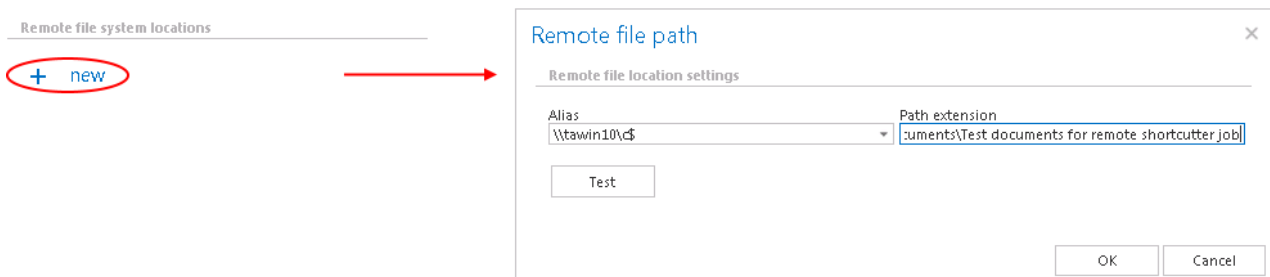 Remote file system locations
+ new
Remote file path
Remote file location settings
Alias
Path extension
\\tawin10\c$
:uments\Test documents for remote shortcutter job
Test
OK
Cancel